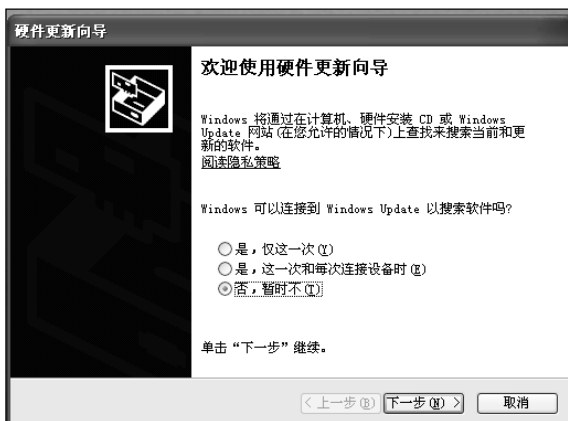 硬件更新向导
欢迎使用硬件更新向导
Windows 将通过在计算机、硬件安装 CD 或 Windows
Update 网站(在您允许的情况下)上查找来搜索当前和更
新的软件。
阅读隐私策略
Windows 可以连接到 Windows Update 以搜索软件吗?
是，仅这一次(Y)
是，这一次和每次连接设备时(E)
否，暂时不(T)
单击“下一步”继续。
<上一步(B) 下一步(N)> 取消